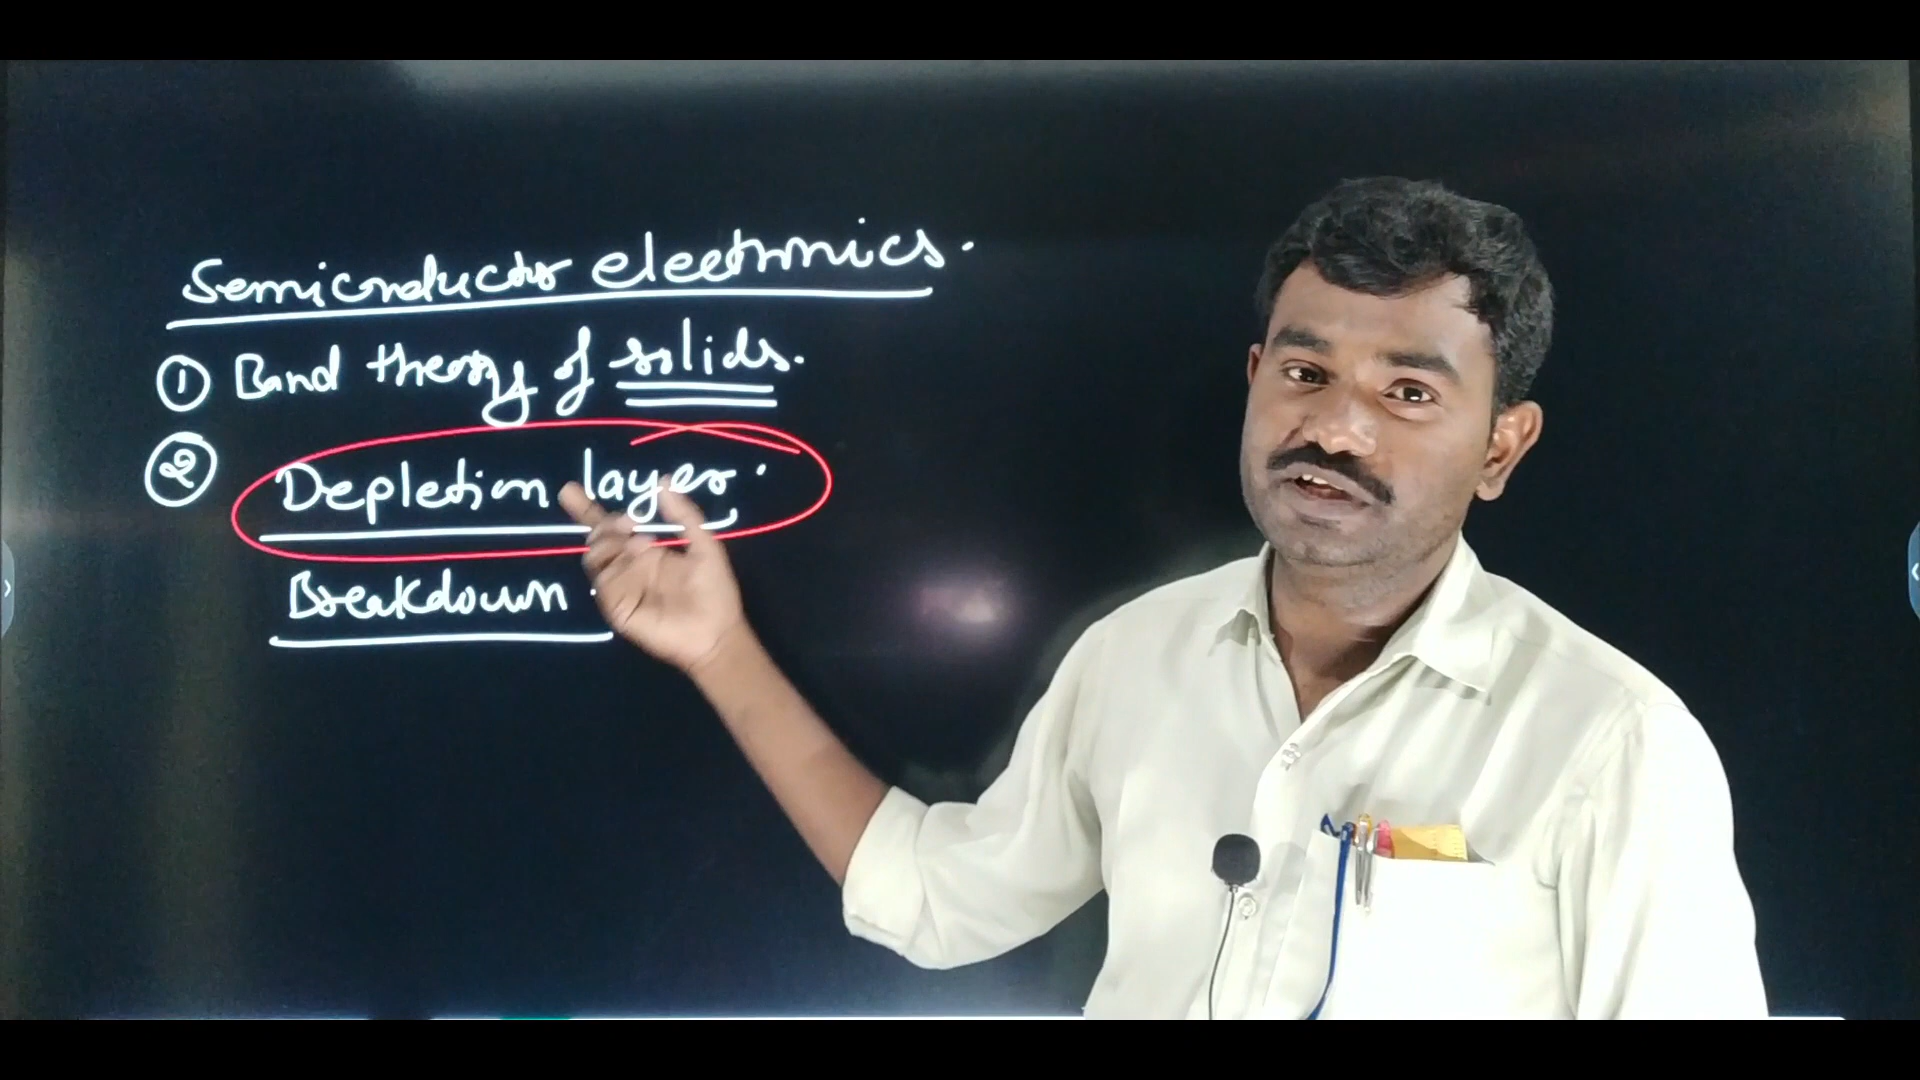 Semiconductor electronics.
① Band theory of solids.
② Depletion layer.
Breakdown.